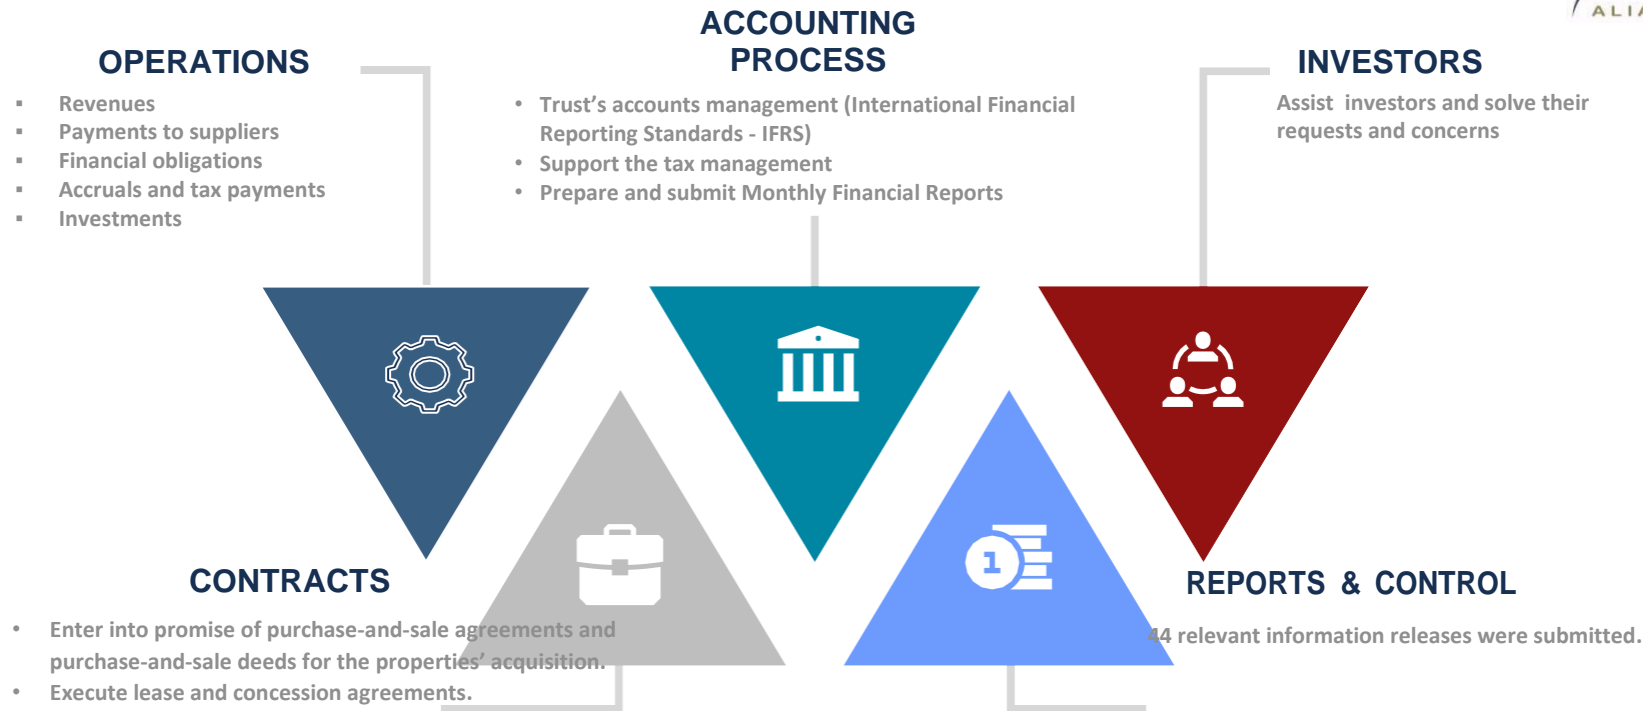 OPERATIONS
▪ Revenues
▪ Payments to suppliers
▪ Financial obligations
▪ Accruals and tax payments
▪ Investments
ACCOUNTING
PROCESS
• Trust’s accounts management (International Financial
Reporting Standards - IFRS)
• Support the tax management
• Prepare and submit Monthly Financial Reports
INVESTORS
Assist investors and solve their
requests and concerns
1
CONTRACTS
• Enter into promise of purchase-and-sale agreements and
purchase-and-sale deeds for the properties’ acquisition.
• Execute lease and concession agreements.
REPORTS & CONTROL
44 relevant information releases were submitted.